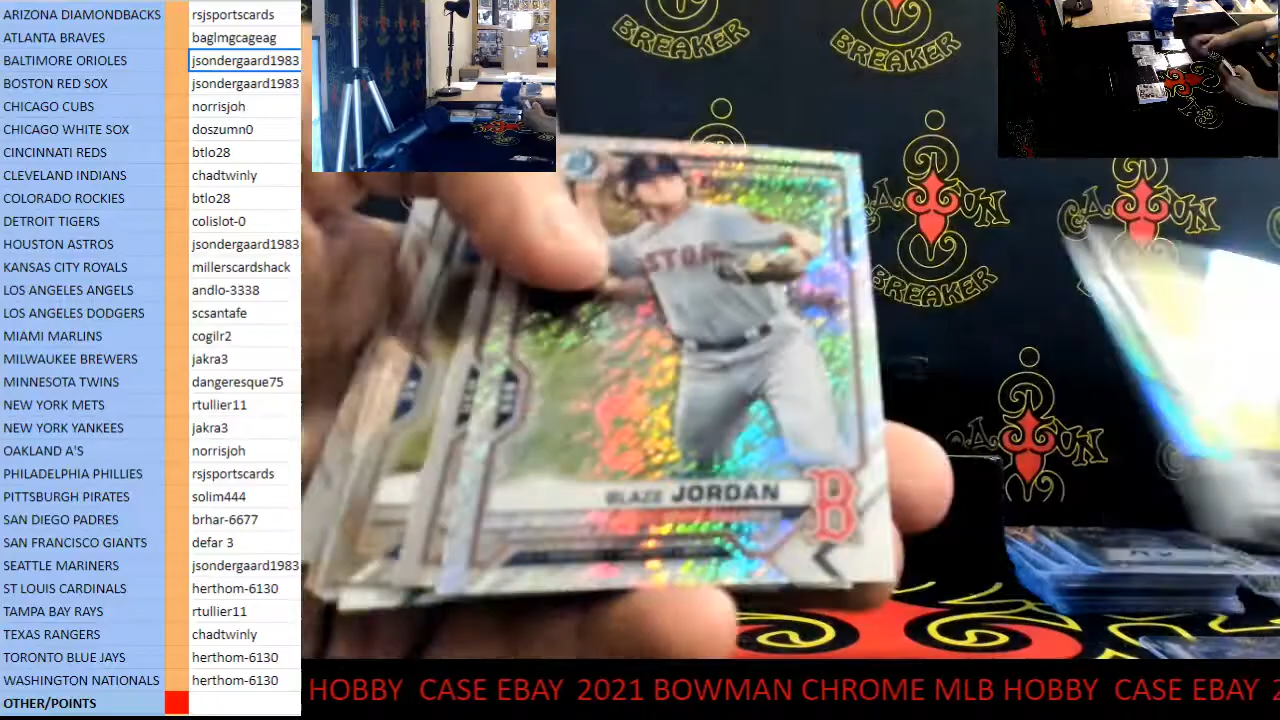 ARIZONA DIAMONDBACKS rsjsportscards
ATLANTA BRAVES baglmgcageag
BALTIMORE ORIOLES jsondergaard1983
BOSTON RED SOX jsondergaard1983
CHICAGO CUBS norrisjoh
CHICAGO WHITE SOX doszumn0
CINCINNATI REDS btlo28
CLEVELAND INDIANS chadtwinly
COLORADO ROCKIES btlo28
DETROIT TIGERS colislot-0
HOUSTON ASTROS jsondergaard1983
KANSAS CITY ROYALS millerscardshack
LOS ANGELS ANGELS andlo-3338
LOS ANGELES DODGERS scsantafe
MIAMI MARLINS cogilr2
MILWAUKEE BREWERS jakra3
MINNESOTA TWINS dangeresque75
NEW YORK METS rtullier11
NEW YORK YANKEES jakra3
OAKLAND A'S norrisjoh
PHILADELPHIA PHILLIES rsjsportscards
PITTSBURGH PIRATES solim444
SAN DIEGO PADRES brhar-6677
SAN FRANCISCO GIANTS defar 3
SEATTLE MARINERS jsondergaard1983
ST LOUIS CARDINALS herthom-6130
TAMPA BAY RAYS rtullier11
TEXAS RANGERS chadtwinly
TORONTO BLUE JAYS herthom-6130
WASHINGTON NATIONALS herthom-6130
OTHER/POINTS
BREAKER
BREAKER
BREAKER
BREAKER
BREAKER
BLAZE JORDAN
B
HOBBY CASE EBAY 2021 BOWMAN CHROME MLB HOBBY CASE EBAY